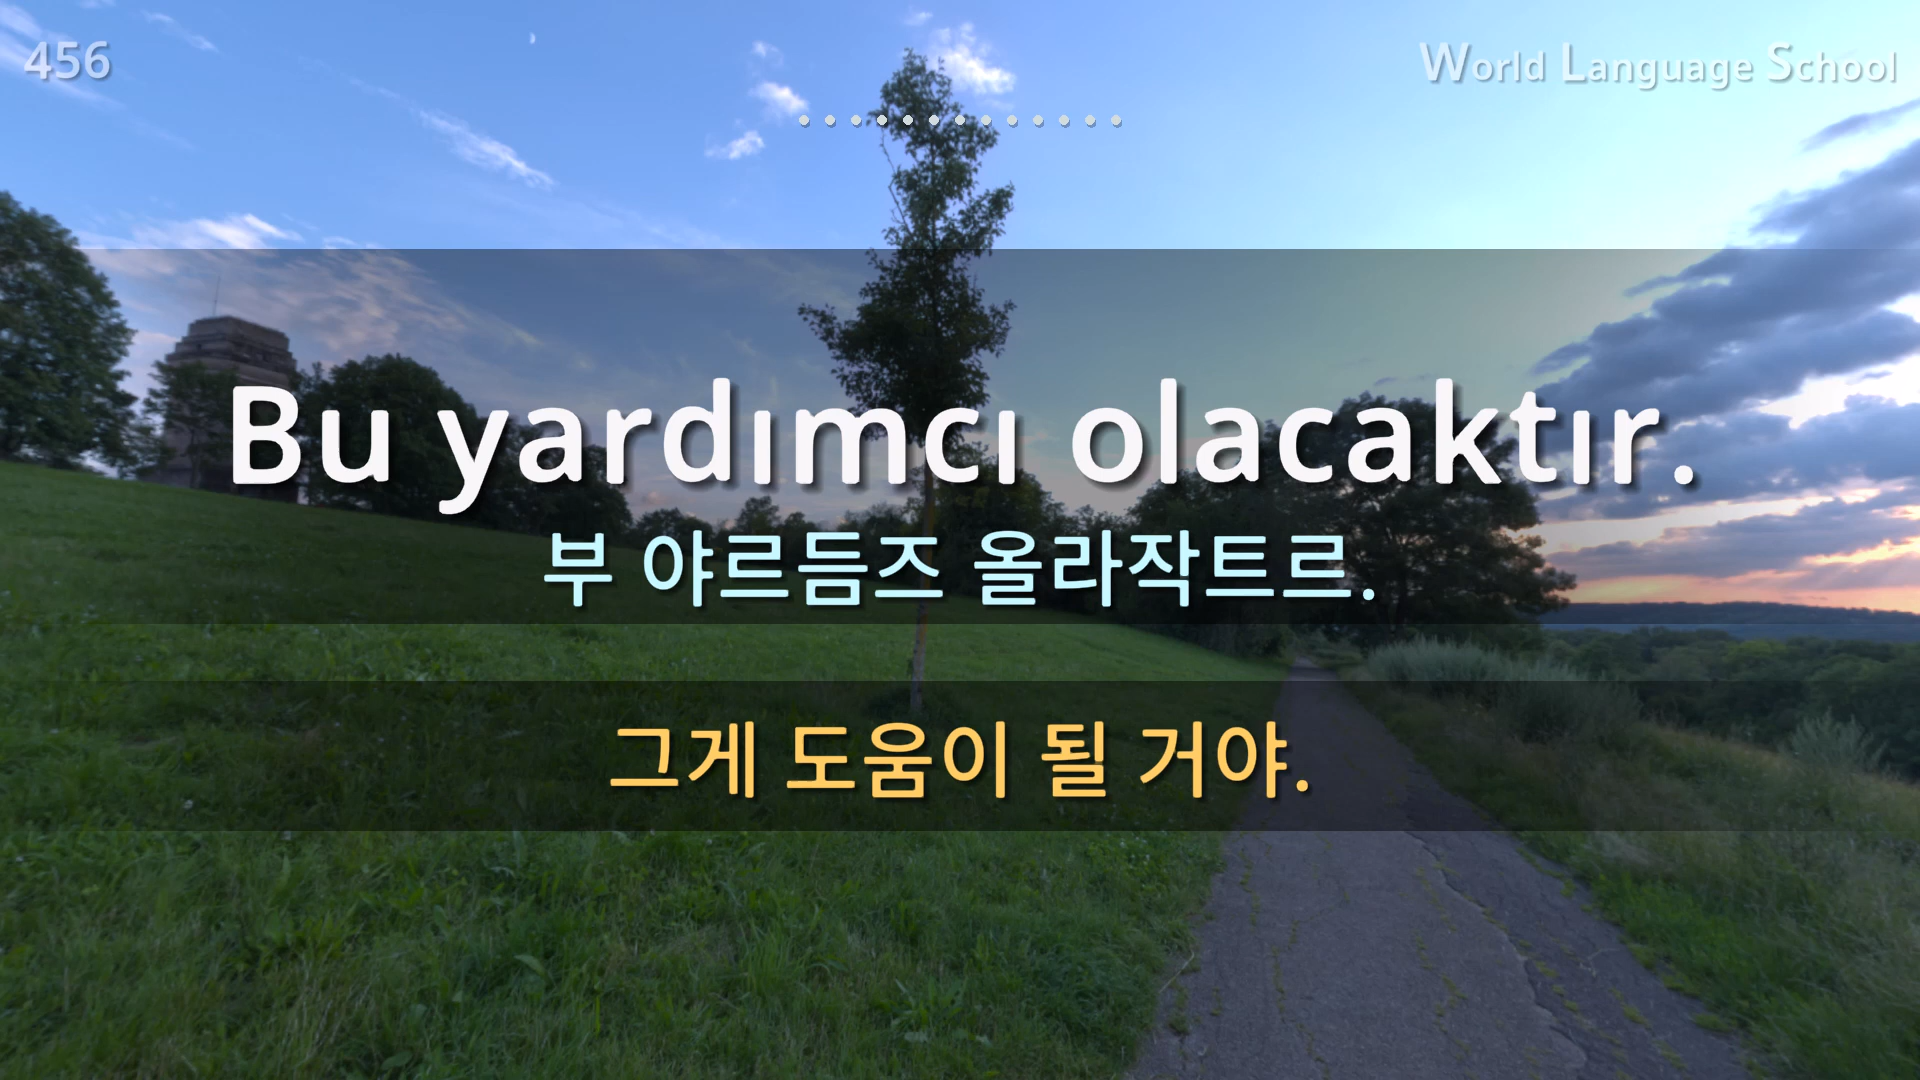 456
World Language School
Bu yardımcı olacaktır.
부 야르듬즈 올라작트르.
그게 도움이 될 거야.